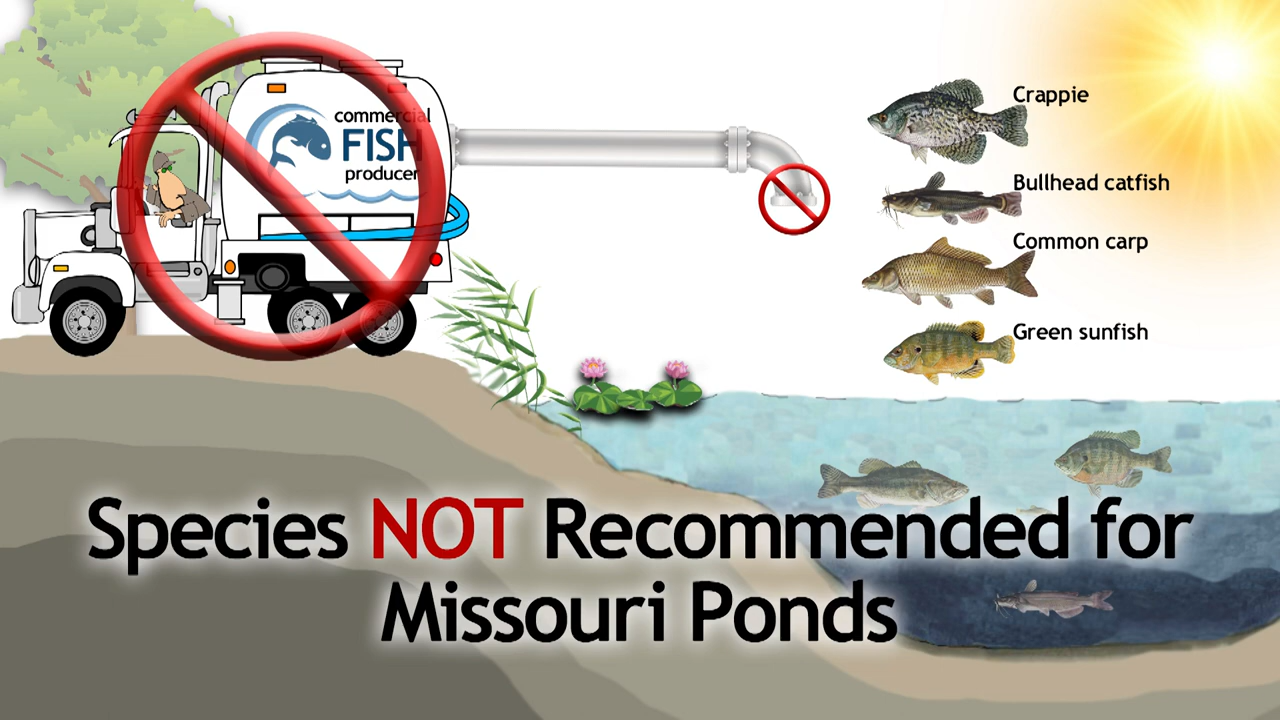 commercial
FISH
producer
Crappie
Bullhead catfish
Common carp
Green sunfish
Species NOT Recommended for
Missouri Ponds